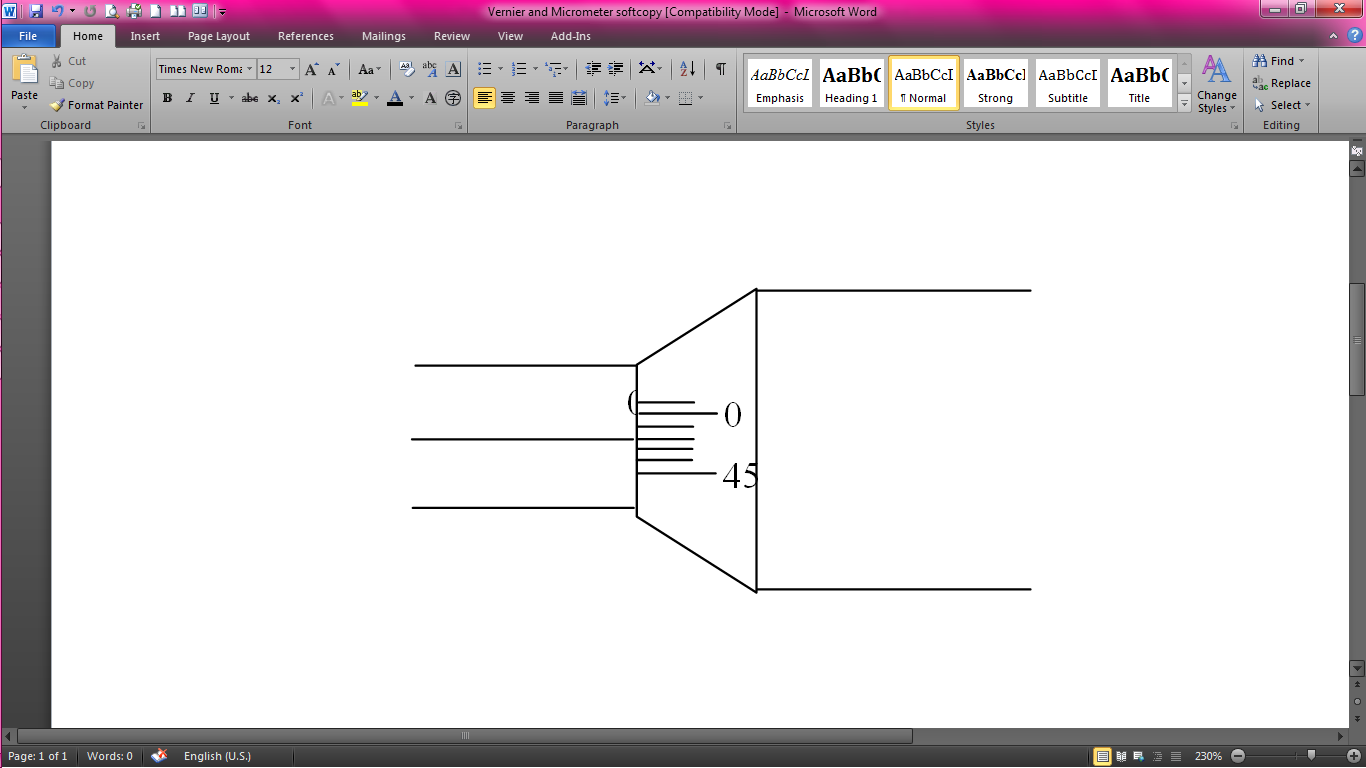 Vernier and Micrometer softcopy [Compatibility Mode] - Microsoft Word
File Home Insert Page Layout References Mailings Review View Add-Ins
Paste
Cut
Copy
Format Painter
Clipboard
Times New Roma 12
Font
Paragraph
AaBbCcI AaBb( AaBbCcI AaBbCcI AaBbCcI AaBb(
Emphasis Heading 1 ¶ Normal Strong Subtitle Title
Change Styles
Styles
Find
Replace
Select
Editing
0
0
45
Page: 1 of 1 Words: 0 English (U.S.) 230%